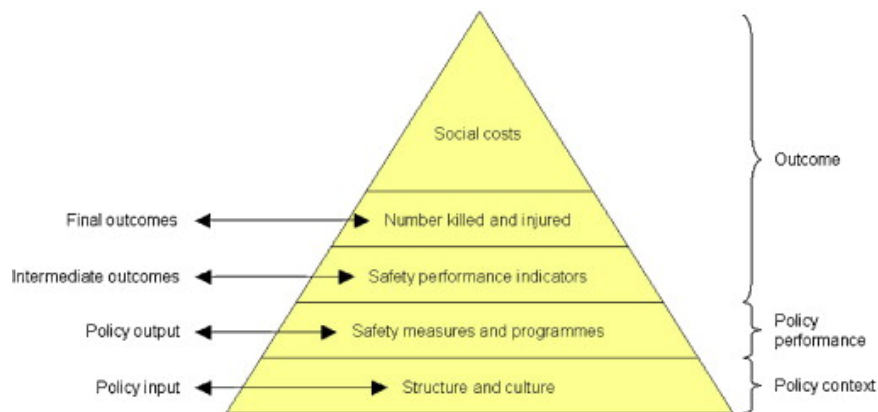 Social costs
Outcome
Final outcomes
Number killed and injured
Intermediate outcomes
Safety performance indicators
Policy output
Safety measures and programmes
Policy
performance
Policy input
Structure and culture
Policy context